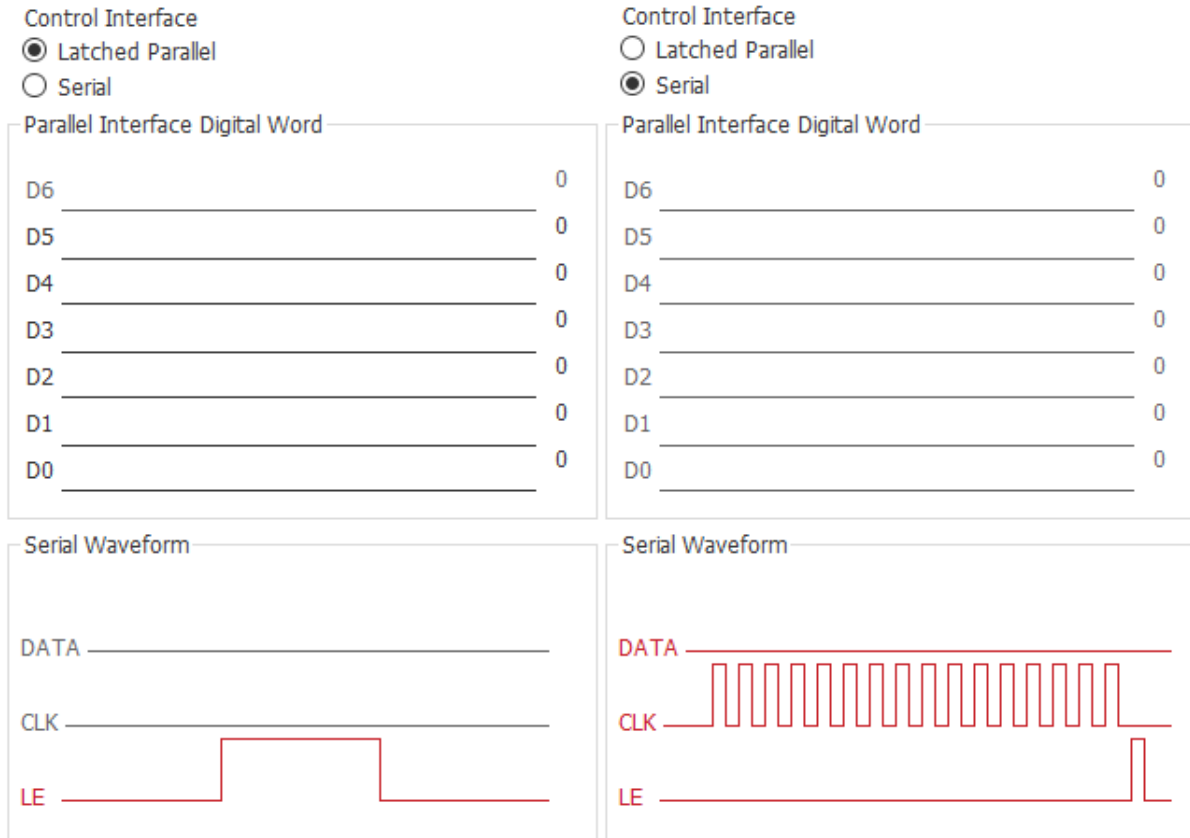 Control Interface
Latched Parallel
Serial
Parallel Interface Digital Word
D6 0
D5 0
D4 0
D3 0
D2 0
D1 0
D0 0
Serial Waveform
DATA
CLK
LE
Control Interface
Latched Parallel
Serial
Parallel Interface Digital Word
D6 0
D5 0
D4 0
D3 0
D2 0
D1 0
D0 0
Serial Waveform
DATA
CLK
LE